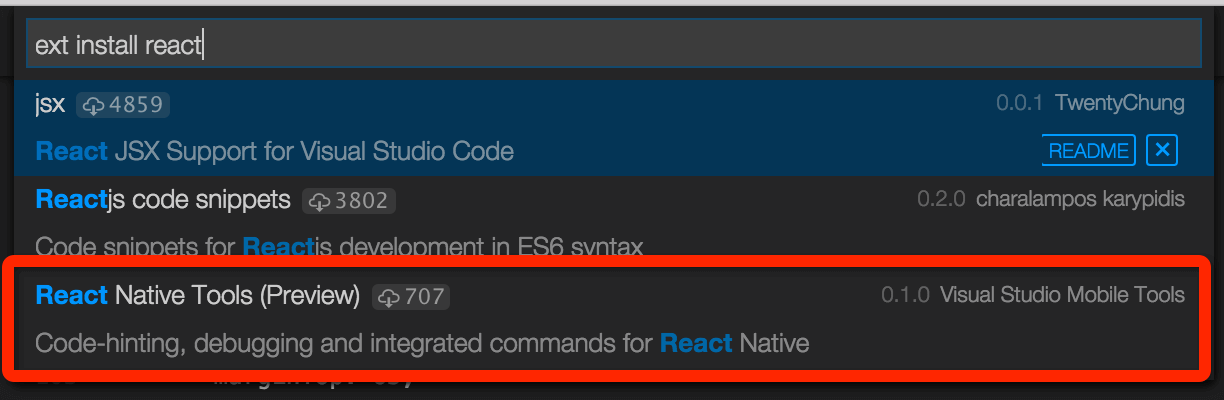 ext install react
jsx 4859 0.0.1 TwentyChung
React JSX Support for Visual Studio Code README
Reactjs code snippets 3802 0.2.0 charalampos karypidis
Code snippets for Reactjs development in ES6 syntax
React Native Tools (Preview) 707 0.1.0 Visual Studio Mobile Tools
Code-hinting, debugging and integrated commands for React Native